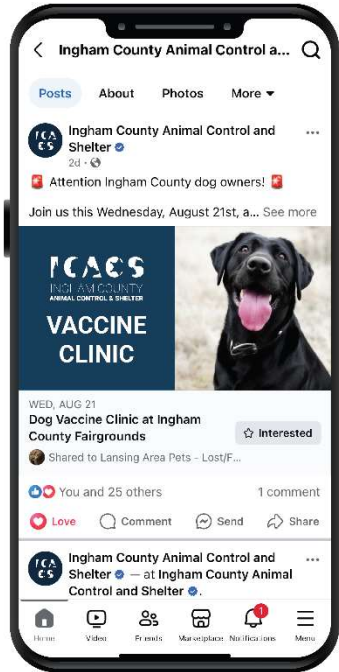 Ingham County Animal Control a...
Posts About Photos More
ICA
CS
Ingham County Animal Control and
Shelter
2d ·
🚨 Attention Ingham County dog owners! 🚨
Join us this Wednesday, August 21st, a... See more
ICACS
INGHAM COUNTY
ANIMAL CONTROL & SHELTER
VACCINE
CLINIC
WED, AUG 21
Dog Vaccine Clinic at Ingham
County Fairgrounds
Interested
Shared to Lansing Area Pets - Lost/F...
You and 25 others 1 comment
Love Comment Send Share
ICA
CS
Ingham County Animal Control and
Shelter — at Ingham County Animal
Control and Shelter .
1
Home Video Friends Marketplace Notifications Menu